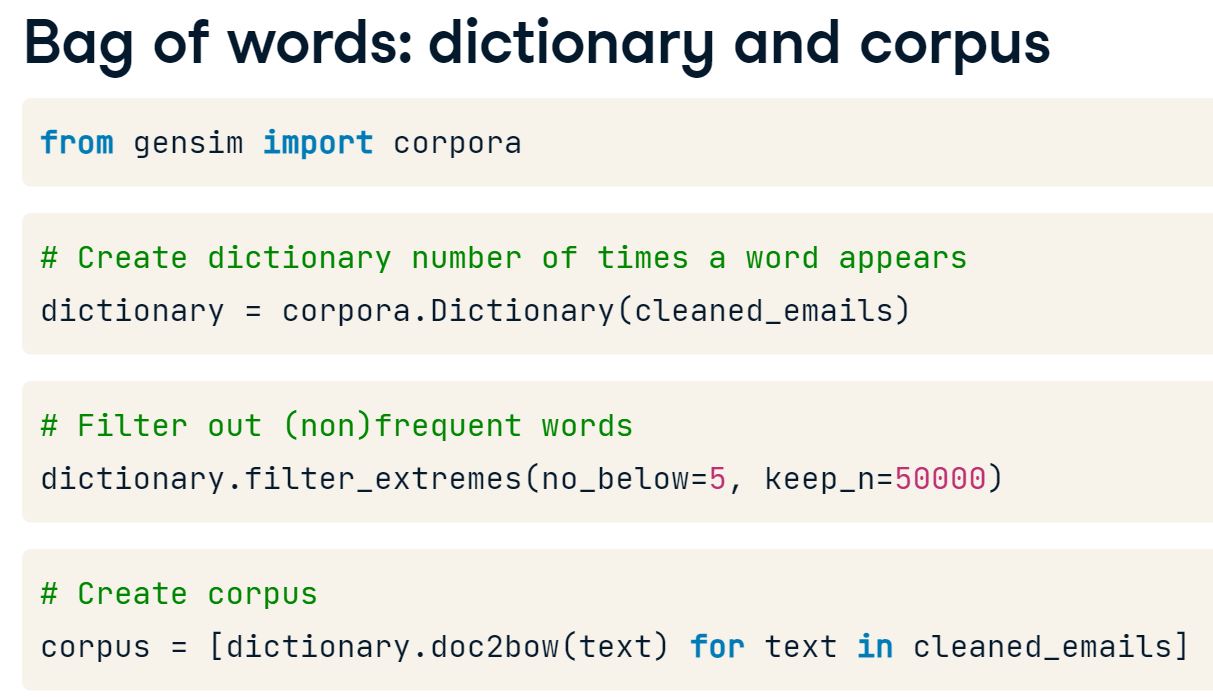 Bag of words: dictionary and corpus
from gensim import corpora
# Create dictionary number of times a word appears
dictionary = corpora.Dictionary(cleaned_emails)
# Filter out (non)frequent words
dictionary.filter_extremes(no_below=5, keep_n=50000)
# Create corpus
corpus = [dictionary.doc2bow(text) for text in cleaned_emails]